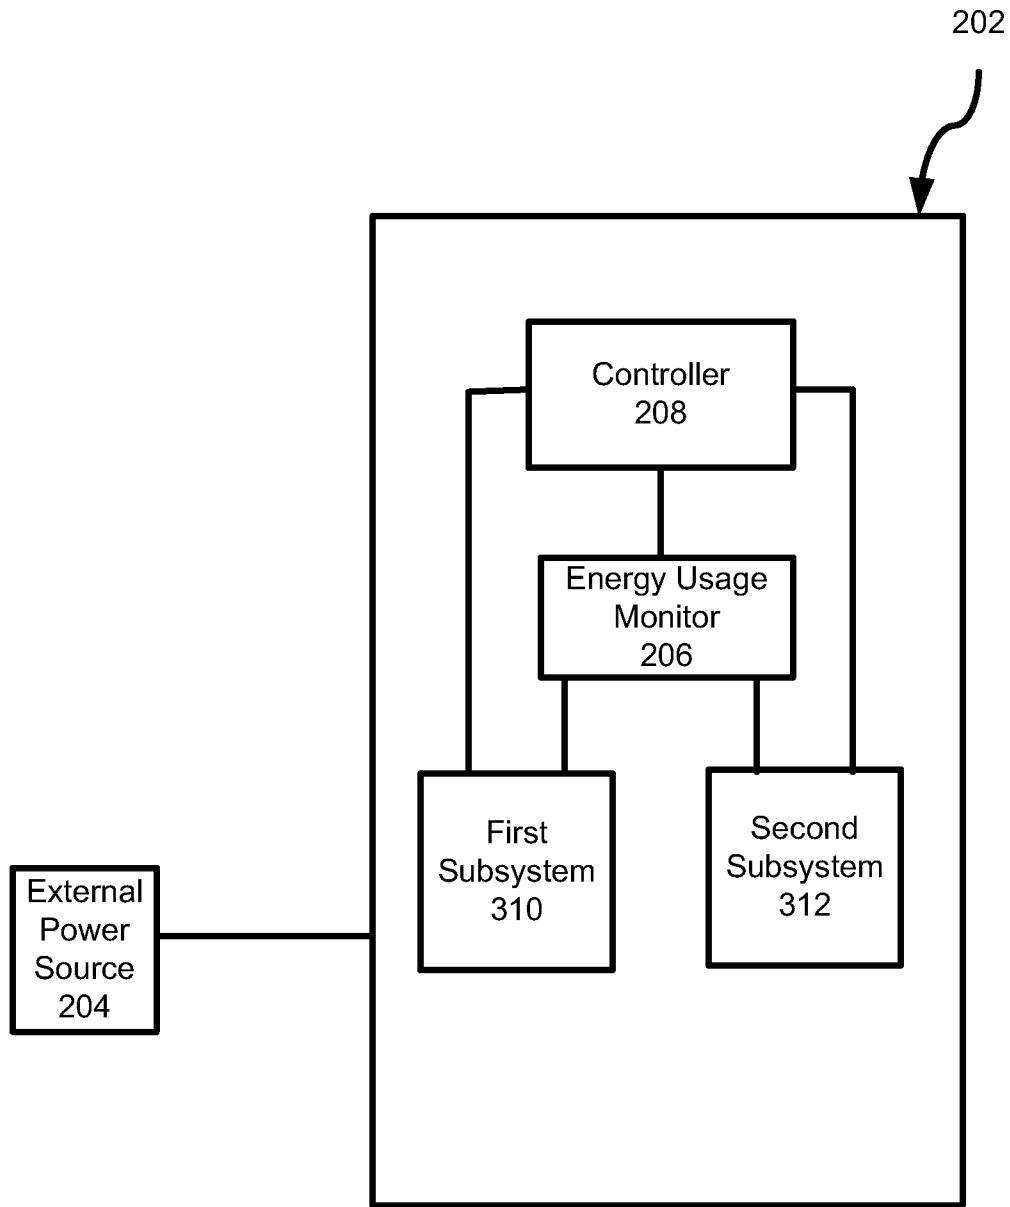 202
Controller
208
Energy Usage
Monitor
206
First
Subsystem
310
Second
Subsystem
312
External
Power
Source
204